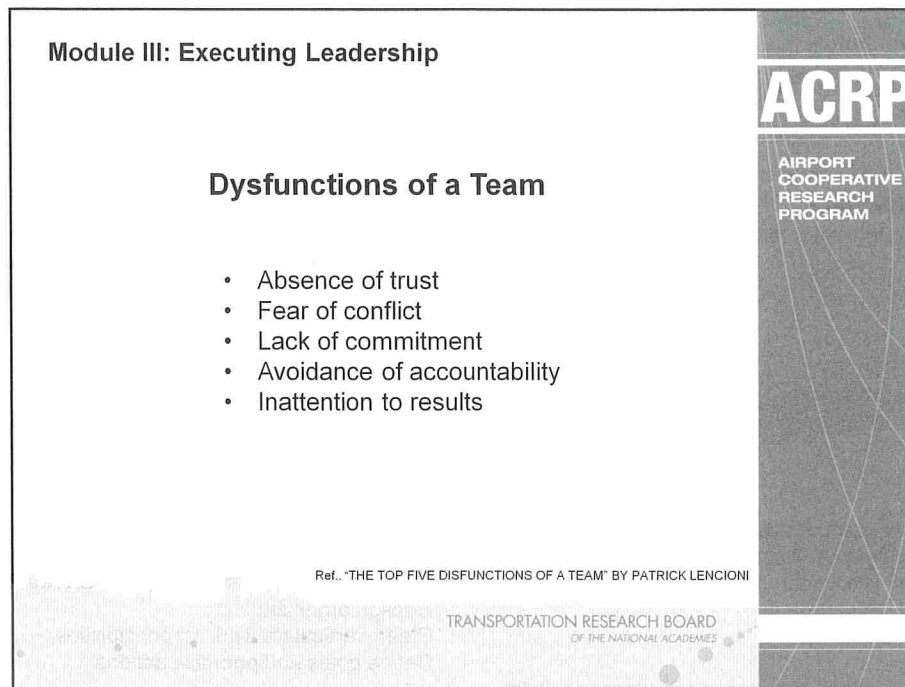 Module III: Executing Leadership
ACRP
AIRPORT
COOPERATIVE
RESEARCH
PROGRAM
Dysfunctions of a Team
• Absence of trust
• Fear of conflict
• Lack of commitment
• Avoidance of accountability
• Inattention to results
Ref.. “THE TOP FIVE DISFUNCTIONS OF A TEAM” BY PATRICK LENCIONI
TRANSPORTATION RESEARCH BOARD
OF THE NATIONAL ACADEMIES